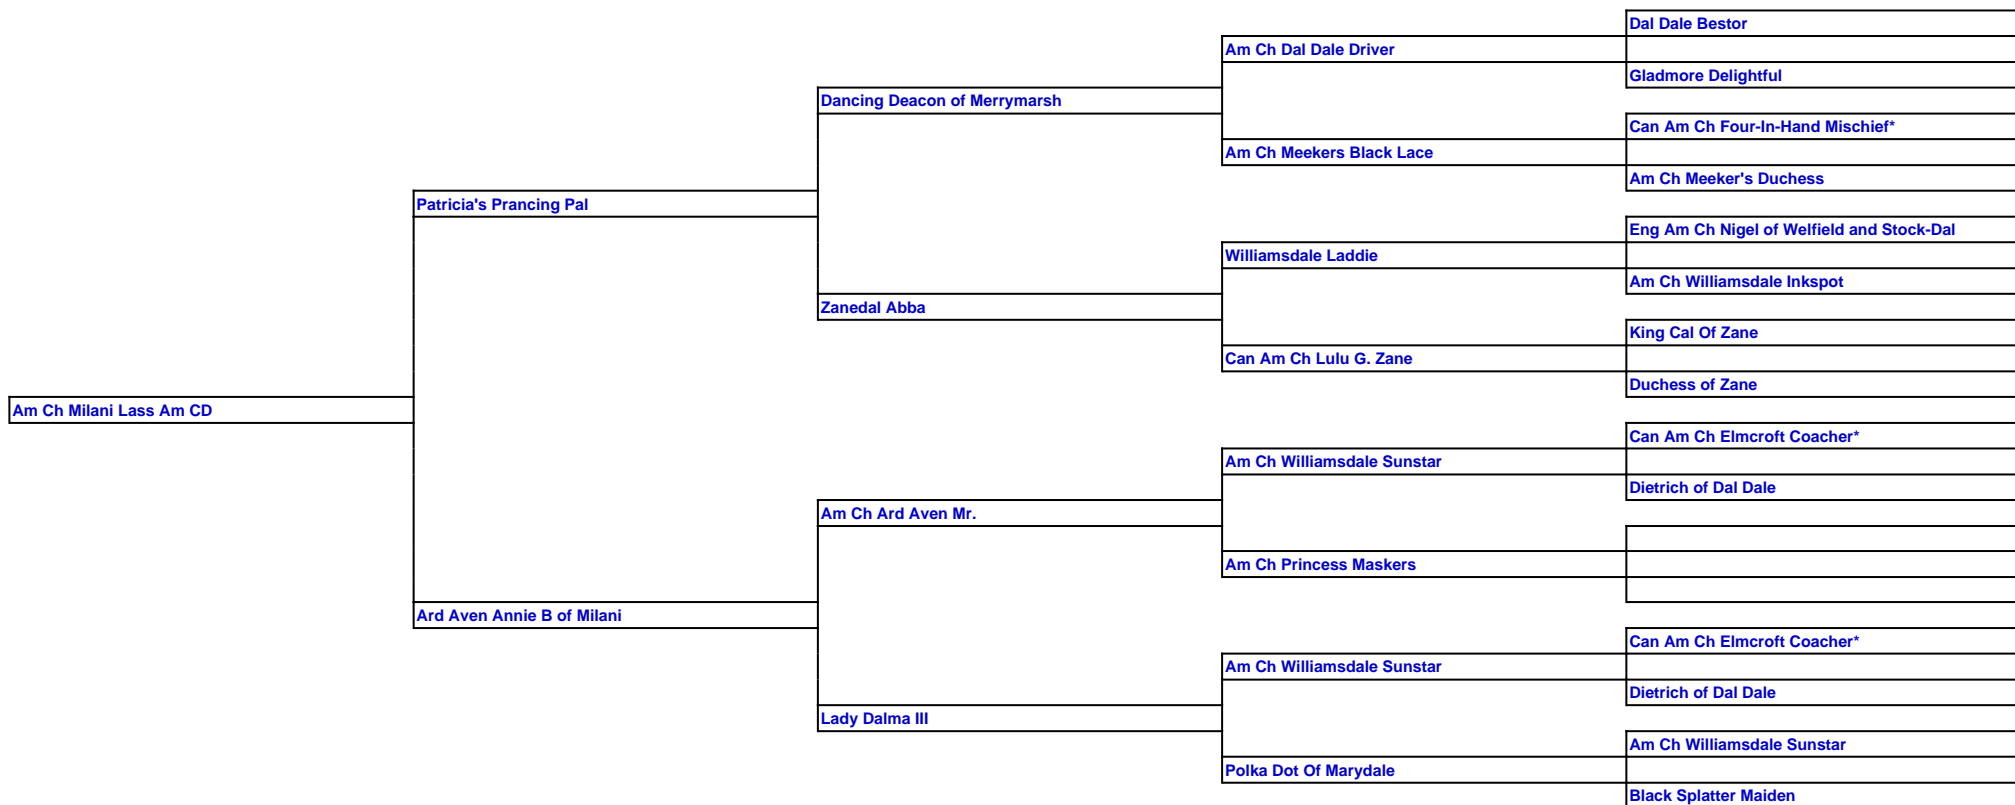 Dal Dale Bestor
Am Ch Dal Dale Driver
Gladmore Delightful
Dancing Deacon of Merrymarsh
Can Am Ch Four-In-Hand Mischief*
Am Ch Meekers Black Lace
Am Ch Meeker's Duchess
Patricia's Prancing Pal
Eng Am Ch Nigel of Welfield and Stock-Dal
Williamsdale Laddie
Am Ch Williamsdale Inkspot
Zanedal Abba
King Cal Of Zane
Can Am Ch Lulu G. Zane
Duchess of Zane
Am Ch Milani Lass Am CD
Can Am Ch Elmcroft Coacher*
Am Ch Williamsdale Sunstar
Dietrich of Dal Dale
Am Ch Ard Aven Mr.
Am Ch Princess Maskers
Ard Aven Annie B of Milani
Can Am Ch Elmcroft Coacher*
Am Ch Williamsdale Sunstar
Dietrich of Dal Dale
Lady Dalma III
Am Ch Williamsdale Sunstar
Polka Dot Of Marydale
Black Splatter Maiden